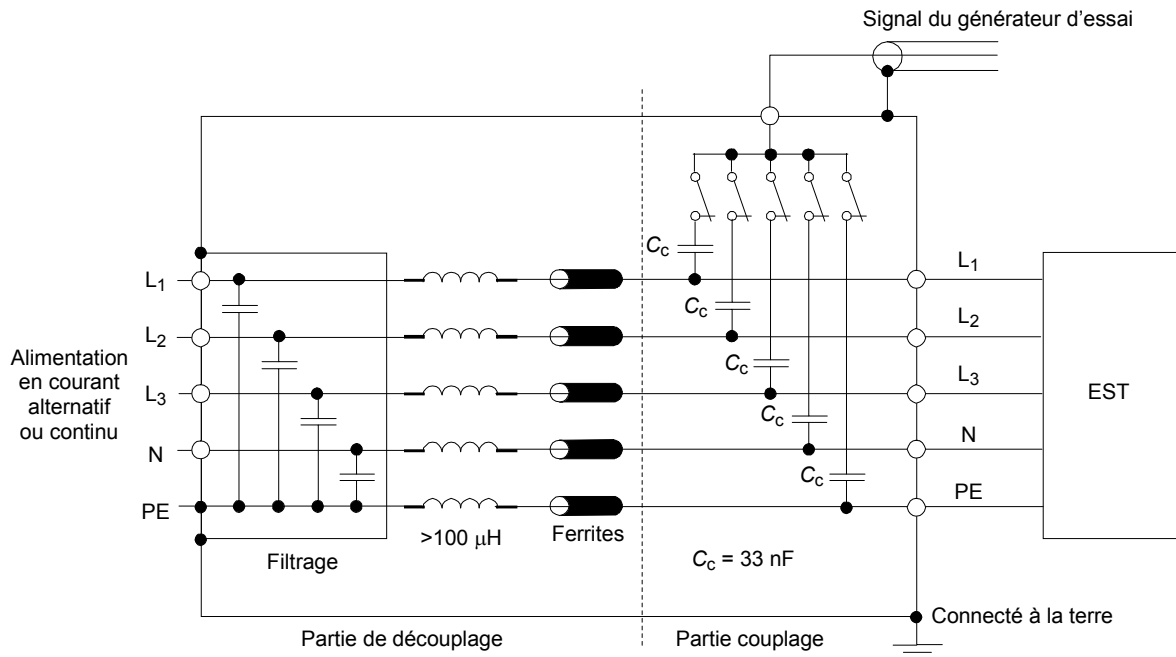 Signal du générateur d'essai
Alimentation
en courant
alternatif
ou continu
L1
L2
L3
N
PE
Cc
Cc
Cc
Cc
Cc
L1
L2
L3
N
PE
EST
Filtrage
>100 μH
Ferrites
Cc = 33 nF
Partie de découplage
Partie couplage
Connecté à la terre